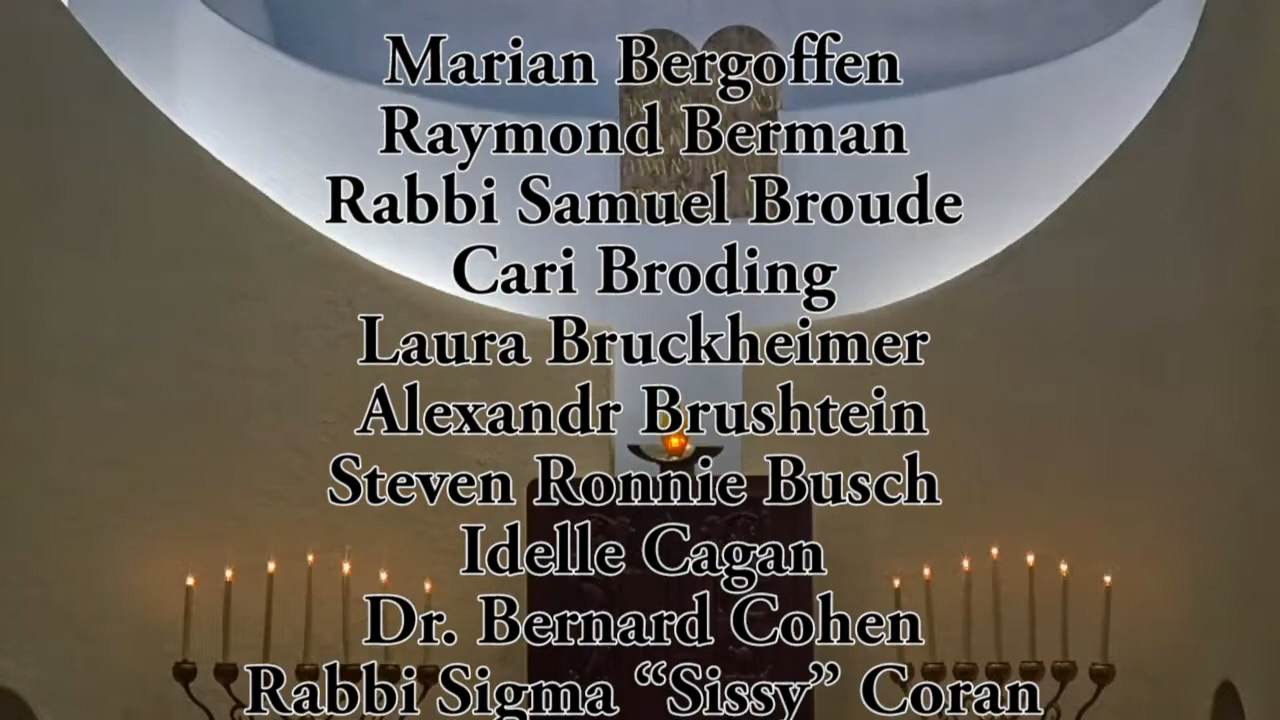 Marian Bergoffen
Raymond Berman
Rabbi Samuel Broude
Cari Broding
Laura Bruckheimer
Alexandr Brushtein
Steven Ronnie Busch
Idelle Cagan
Dr. Bernard Cohen
Rabbi Sigma “Sissy” Coran